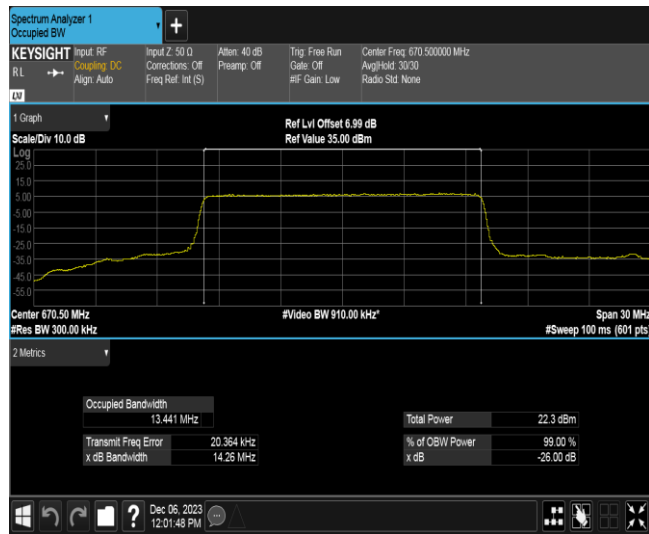 Spectrum Analyzer 1
Occupied BW
+
KEYSIGHT
RL
LXI
Input: RF
Coupling: DC
Align: Auto
Input Z: 50 Ω
Corrections: Off
Freq Ref: Int (S)
Atten: 40 dB
Preamp: Off
Trig: Free Run
Gate: Off
#IF Gain: Low
Center Freq: 670.500000 MHz
Avg|Hold: 30/30
Radio Std: None
1 Graph
Scale/Div 10.0 dB
Ref Lvl Offset 6.99 dB
Ref Value 35.00 dBm
Log
25.0
15.0
5.00
-5.00
-15.0
-25.0
-35.0
-45.0
-55.0
Center 670.50 MHz
#Video BW 910.00 kHz*
Span 30 MHz
#Res BW 300.00 kHz
#Sweep 100 ms (601 pts)
2 Metrics
Occupied Bandwidth
13.441 MHz
Total Power 22.3 dBm
Transmit Freq Error 20.364 kHz
% of OBW Power 99.00 %
x dB Bandwidth 14.26 MHz
x dB -26.00 dB
?
Dec 06, 2023
12:01:48 PM